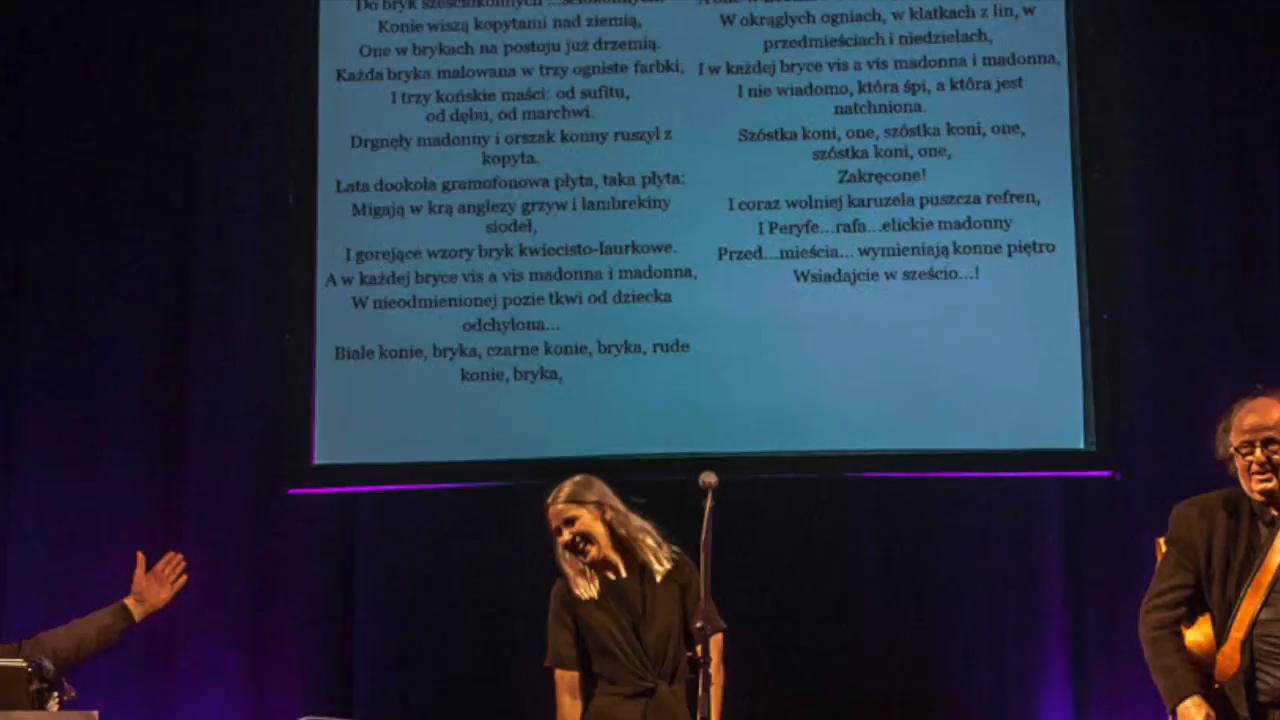 Do bryk sześciokonnych ...ściokonnych!
Konie wiszą kopytami nad ziemią,
One w brykach na postoju już drzemią.
Każda bryka malowana w trzy ogniste farbki,
I trzy końskie maści: od sufitu,
od dębu, od marchwi.
Drgnęły madonny i orszak konny ruszył z
kopyta.
Lata dookoła gramofonowa płyta, taka płyta:
Migają w krą anglezy grzyw i lambrekiny
siodeł,
I gorejące wzory bryk kwiecisto-laurkowe.
A w każdej bryce vis a vis madonna i madonna,
W nieodmienionej pozie tkwi od dziecka
odchylona...
Białe konie, bryka, czarne konie, bryka, rude
konie, bryka,
W okrągłych ogniach, w klatkach z lin, w
przedmieściach i niedzielach,
I w każdej bryce vis a vis madonna i madonna,
I nie wiadomo, która śpi, a która jest
natchniona.
Szóstka koni, one, szóstka koni, one,
szóstka koni, one,
Zakręcone!
I coraz wolniej karuzela puszcza refren,
I Peryfe...rafa...elickie madonny
Przed...mieścia... wymieniają konne piętro
Wsiadajcie w sześcio...!